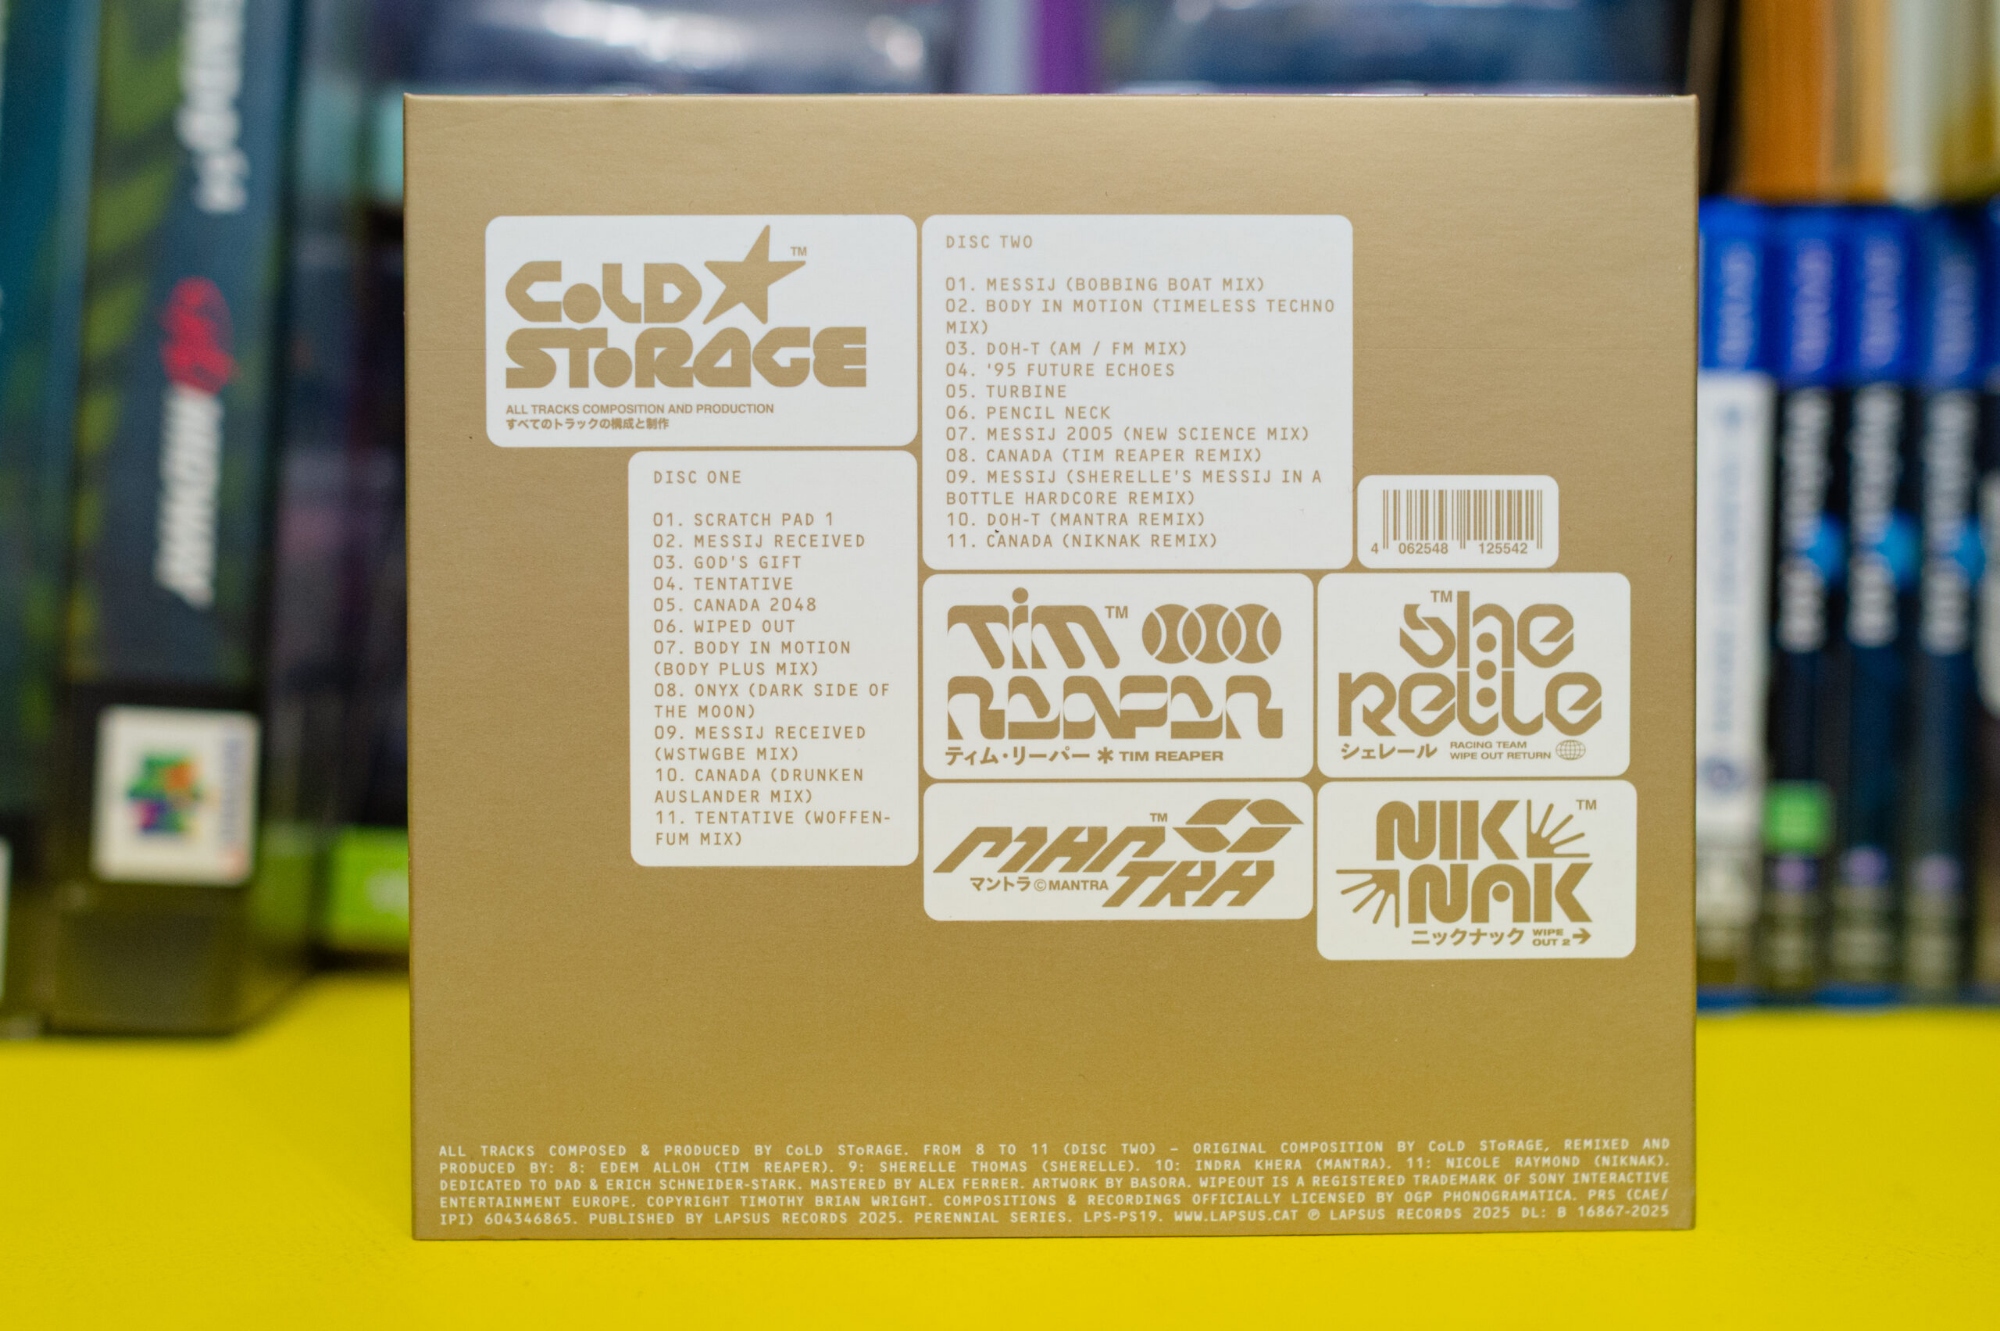 CoLD
SToRAGE
TM
ALL TRACKS COMPOSITION AND PRODUCTION
すべてのトラックの構成と制作
DISC ONE
01. SCRATCH PAD 1
02. MESSIJ RECEIVED
03. GOD'S GIFT
04. TENTATIVE
05. CANADA 2048
06. WIPED OUT
07. BODY IN MOTION
(BODY PLUS MIX)
08. ONYX (DARK SIDE OF
THE MOON)
09. MESSIJ RECEIVED
(WSTWGBE MIX)
10. CANADA (DRUNKEN
AUSLANDER MIX)
11. TENTATIVE (WOFFEN-
FUM MIX)
DISC TWO
01. MESSIJ (BOBBING BOAT MIX)
02. BODY IN MOTION (TIMELESS TECHNO
MIX)
03. DOH-T (AM / FM MIX)
04. '95 FUTURE ECHOES
05. TURBINE
06. PENCIL NECK
07. MESSIJ 2005 (NEW SCIENCE MIX)
08. CANADA (TIM REAPER REMIX)
09. MESSIJ (SHERELLE'S MESSIJ IN A
BOTTLE HARDCORE REMIX)
10. DOH-T (MANTRA REMIX)
11. CANADA (NIKNAK REMIX)
4 062548 125542
TIM TM
REAPER
ティム・リーパー * TIM REAPER
TM she
relle
シェレール RACING TEAM
WIPE OUT RETURN
MAN TM
TRA
マントラ ©MANTRA
NIK TM
NAK
ニックナック WIPE
OUT 2 →
ALL TRACKS COMPOSED & PRODUCED BY CoLD SToRAGE. FROM 8 TO 11 (DISC TWO) – ORIGINAL COMPOSITION BY CoLD SToRAGE, REMIXED AND
PRODUCED BY: 8: EDEM ALLOH (TIM REAPER). 9: SHERELLE THOMAS (SHERELLE). 10: INDRA KHERA (MANTRA). 11: NICOLE RAYMOND (NIKNAK).
DEDICATED TO DAD & ERICH SCHNEIDER-STARK. MASTERED BY ALEX FERRER. ARTWORK BY BASORA. WIPEOUT IS A REGISTERED TRADEMARK OF SONY INTERACTIVE
ENTERTAINMENT EUROPE. COPYRIGHT TIMOTHY BRIAN WRIGHT. COMPOSITIONS & RECORDINGS OFFICIALLY LICENSED BY OGP PHONOGRAMATICA. PRS (CAE/
IPI) 604346865. PUBLISHED BY LAPSUS RECORDS 2025. PERENNIAL SERIES. LPS-PS19. WWW.LAPSUS.CAT ℗ LAPSUS RECORDS 2025 DL: B 16867-2025